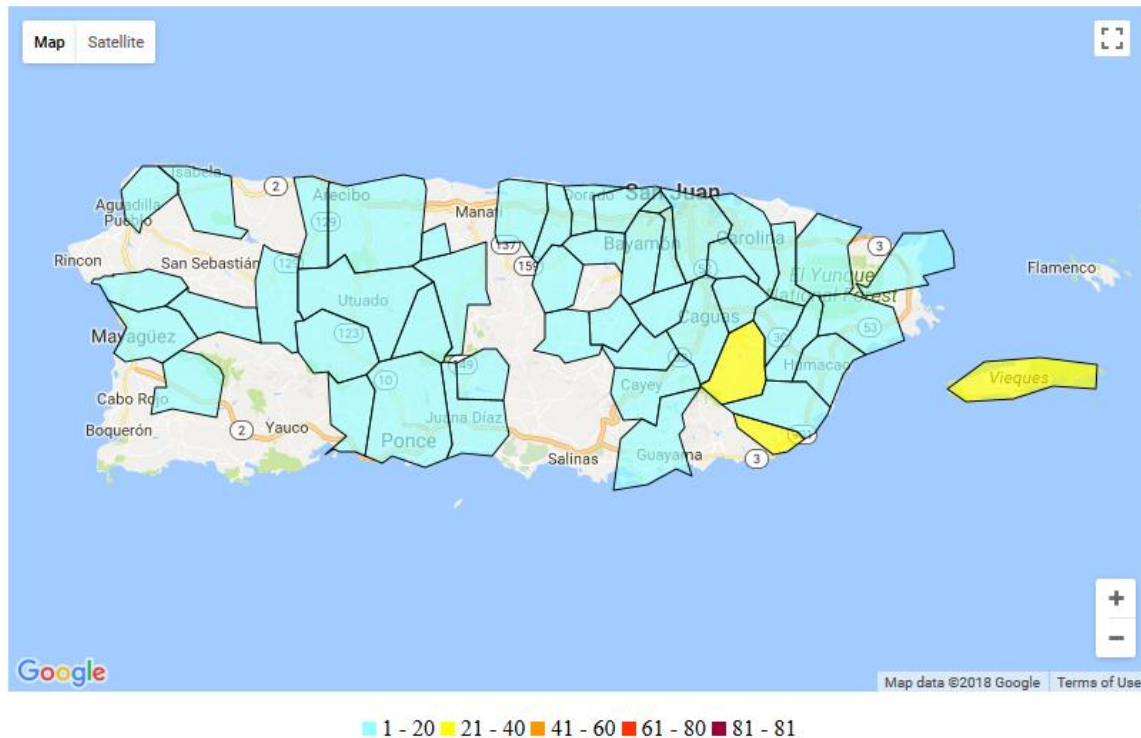 Map Satellite
Isabela
2
Arecibo
Dorado
San Juan
Aguadilla
Pueblo
129
Manatí
Bayamón
Carolina
137
3
Rincon
San Sebastián
129
159
52
El Yunque
National Forest
Flamenco
Utuado
Caguas
Mayagüez
123
30
53
149
Humacao
Vieques
Cabo Rojo
10
Cayey
Juana Díaz
Boquerón
2
Yauco
Ponce
Salinas
Guayama
3
901
+
−
Google
Map data ©2018 Google Terms of Use
1 - 20 21 - 40 41 - 60 61 - 80 81 - 81